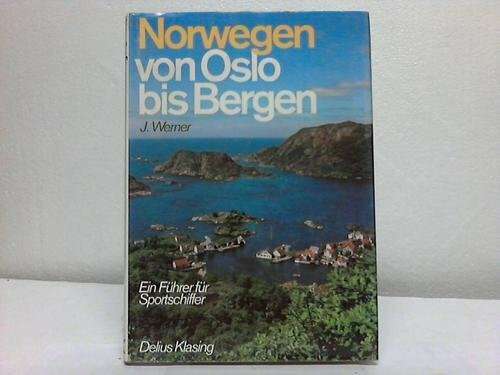 Norwegen
von Oslo
bis Bergen
J. Werner
Ein Führer für
Sportschiffer
Delius Klasing